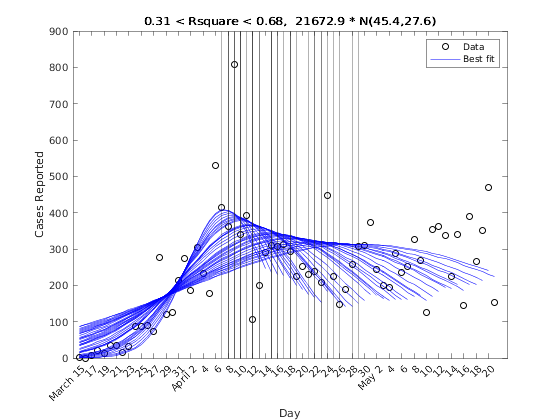 0.31 < Rsquare < 0.68, 21672.9 * N(45.4,27.6)
Data
Best fit
900
800
700
600
500
400
300
200
100
0
Cases Reported
March 15 17 19 21 23 25 27 29 31 April 2 4 6 8 10 12 14 16 18 20 22 24 26 28 30 May 2 4 6 8 10 12 14 16 18 20
Day